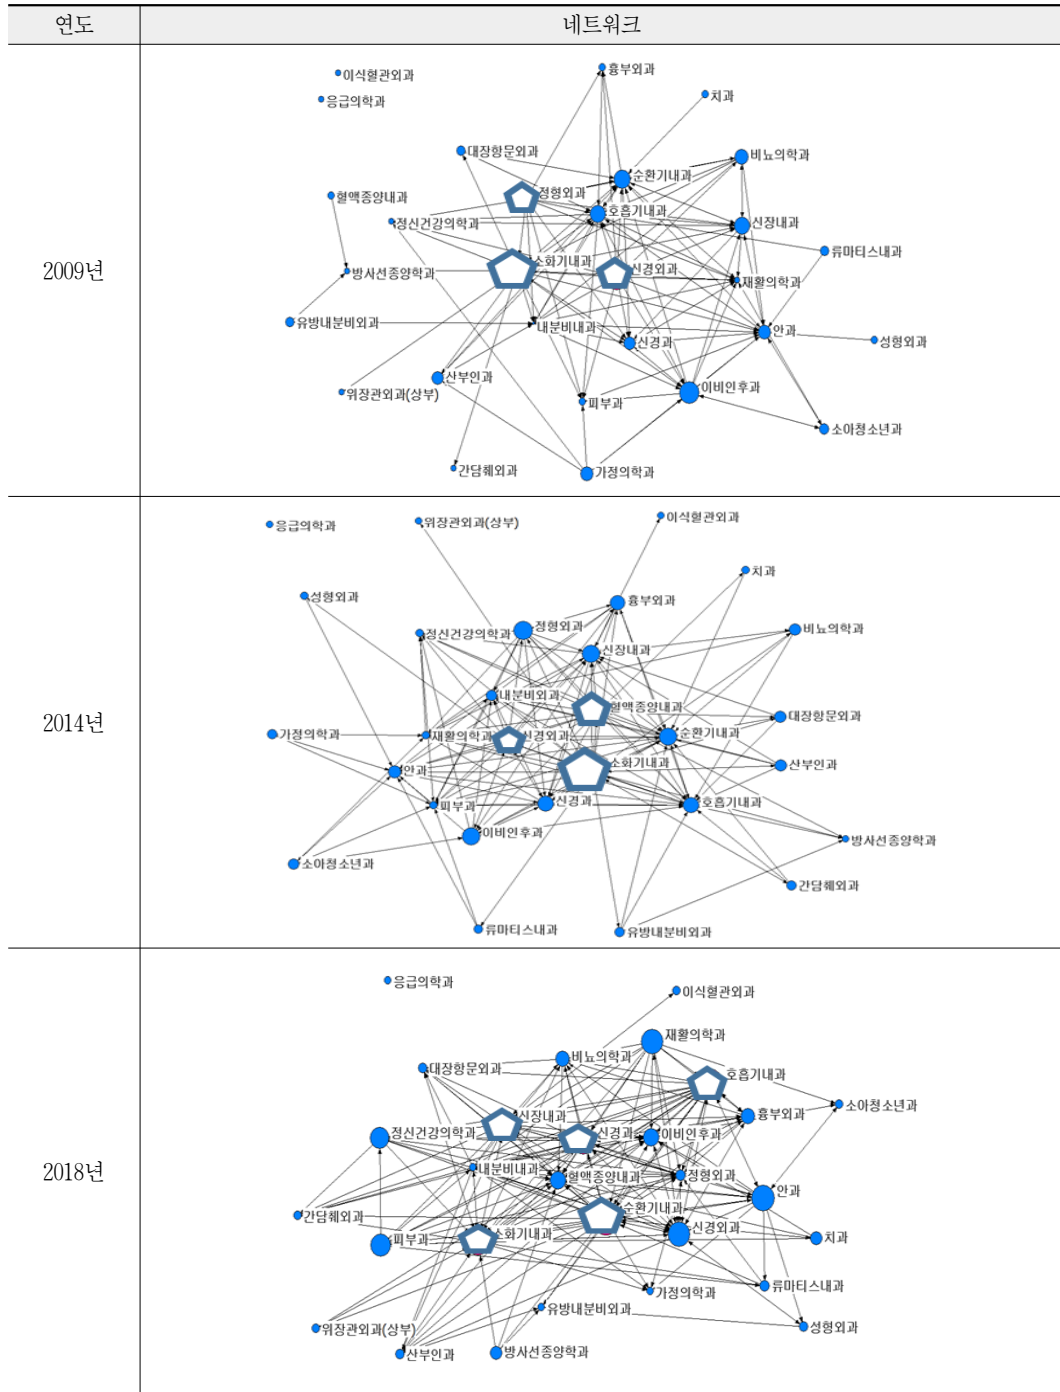 연도 네트워크
2009년
이식혈관외과
흉부외과
응급의학과
치과
대장항문외과
비뇨의학과
순환기내과
정형외과
혈액종양내과
호흡기내과
정신건강의학과
신장내과
류마티스내과
소화기내과
신경외과
방사선종양학과
재활의학과
유방내분비외과
내분비내과
안과
신경과
성형외과
산부인과
위장관외과(상부)
피부과
이비인후과
소아청소년과
간담췌외과
가정의학과
2014년
응급의학과
위장관외과(상부)
이식혈관외과
치과
성형외과
흉부외과
정신건강의학과
정형외과
비뇨의학과
신장내과
내분비외과
혈액종양내과
대장항문외과
가정의학과
재활의학과
신경외과
순환기내과
소화기내과
산부인과
안과
피부과
신경과
호흡기내과
이비인후과
방사선종양학과
소아청소년과
간담췌외과
류마티스내과
유방내분비외과
2018년
응급의학과
이식혈관외과
재활의학과
비뇨의학과
대장항문외과
호흡기내과
소아청소년과
신장내과
흉부외과
정신건강의학과
신경과
이비인후과
내분비내과
혈액종양내과
정형외과
안과
간담췌외과
순환기내과
피부과
소화기내과
신경외과
치과
류마티스내과
가정의학과
유방내분비외과
위장관외과(상부)
성형외과
산부인과
방사선종양학과